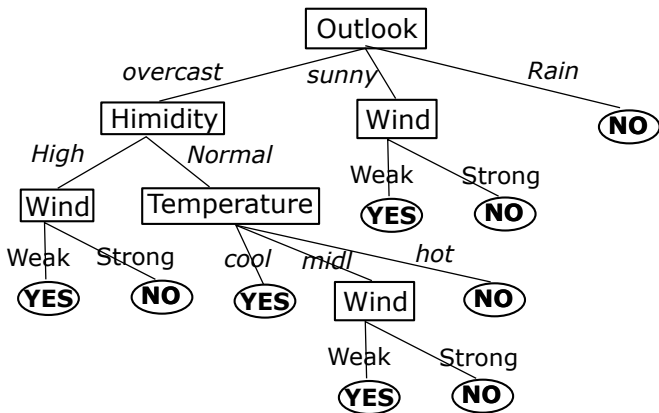 Outlook
overcast sunny Rain
Himidity Wind NO
High Normal Weak Strong
Wind Temperature YES NO
Weak Strong cool midl hot
YES NO YES Wind NO
Weak Strong
YES NO